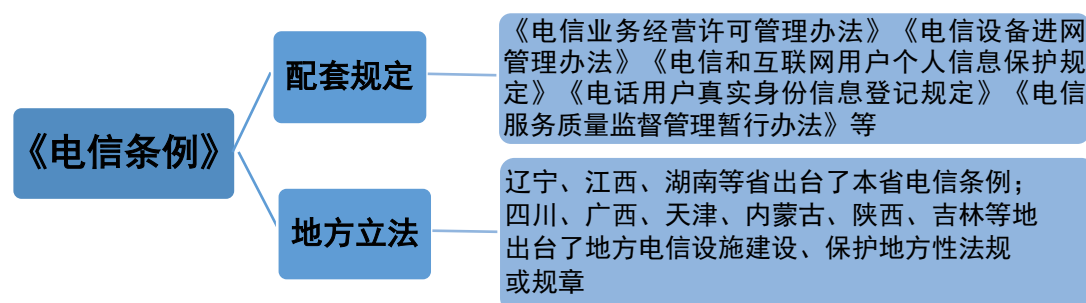 《电信条例》
配套规定
《电信业务经营许可管理办法》《电信设备进网
管理办法》《电信和互联网用户个人信息保护规
定》《电话用户真实身份信息登记规定》《电信
服务质量监督管理暂行办法》等
地方立法
辽宁、江西、湖南等省出台了本省电信条例；
四川、广西、天津、内蒙古、陕西、吉林等地
出台了地方电信设施建设、保护地方性法规
或规章